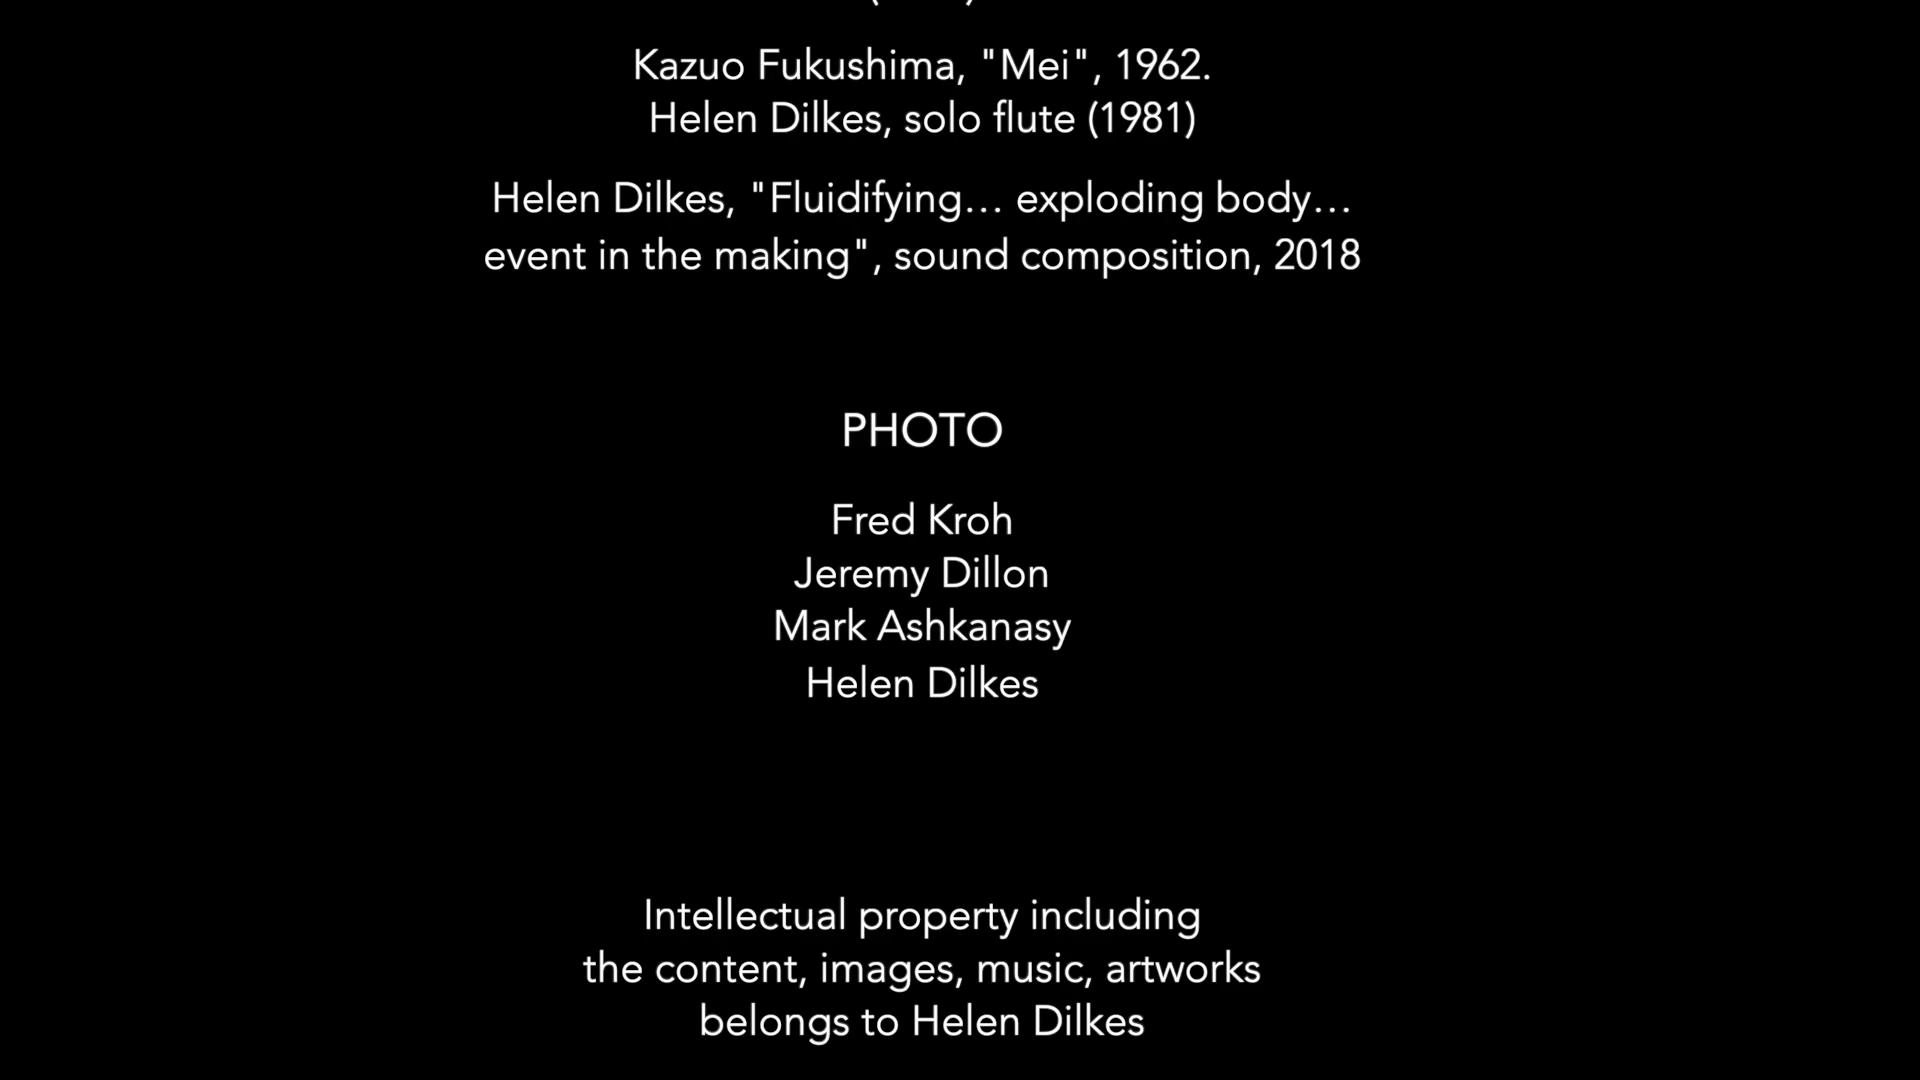 Kazuo Fukushima, "Mei", 1962.
Helen Dilkes, solo flute (1981)
Helen Dilkes, "Fluidifying... exploding body...
event in the making", sound composition, 2018
PHOTO
Fred Kroh
Jeremy Dillon
Mark Ashkanasy
Helen Dilkes
Intellectual property including
the content, images, music, artworks
belongs to Helen Dilkes